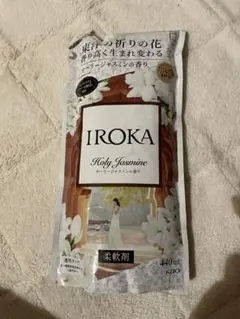 東洋の祈りの花
香り高く生まれ変わる
ホーリージャスミンの香り
IROKA
Holy Jasmine
ホーリージャスミンの香り
柔軟剤
440mL
KAO